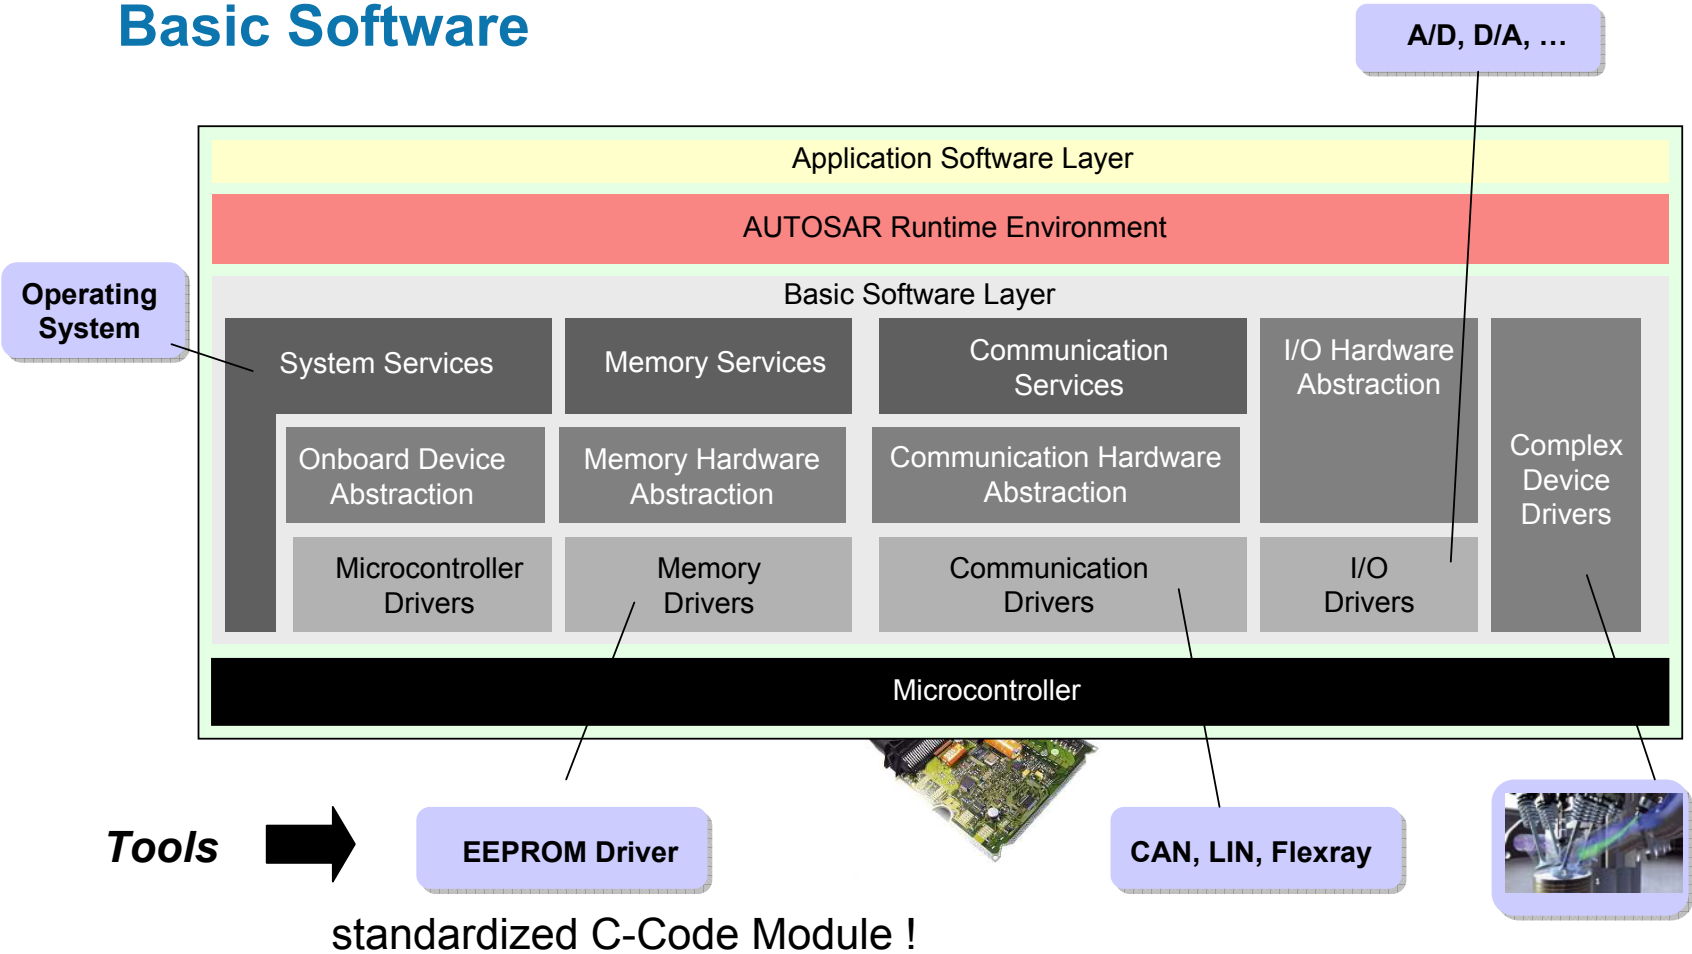 Basic Software
A/D, D/A, …
Application Software Layer
AUTOSAR Runtime Environment
Operating
System
Basic Software Layer
System Services
Memory Services
Communication
Services
I/O Hardware
Abstraction
Complex
Device
Drivers
Onboard Device
Abstraction
Memory Hardware
Abstraction
Communication Hardware
Abstraction
Microcontroller
Drivers
Memory
Drivers
Communication
Drivers
I/O
Drivers
Microcontroller
Tools
EEPROM Driver
CAN, LIN, Flexray
standardized C-Code Module !